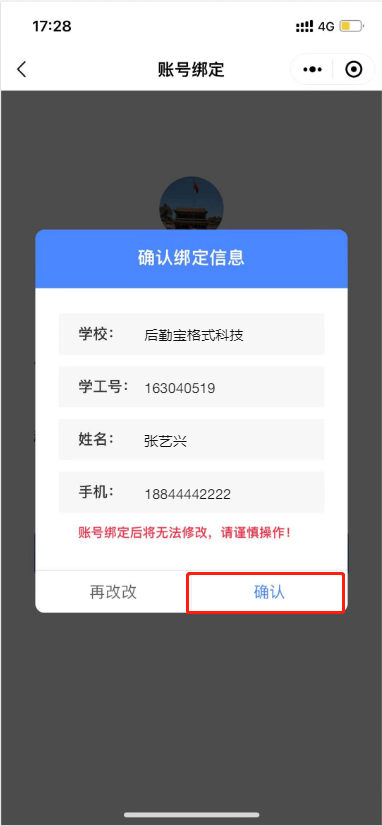 17:28
4G
账号绑定
确认绑定信息
学校： 后勤宝格式科技
学工号： 163040519
姓名： 张艺兴
手机： 18844442222
账号绑定后将无法修改，请谨慎操作！
再改改 确认